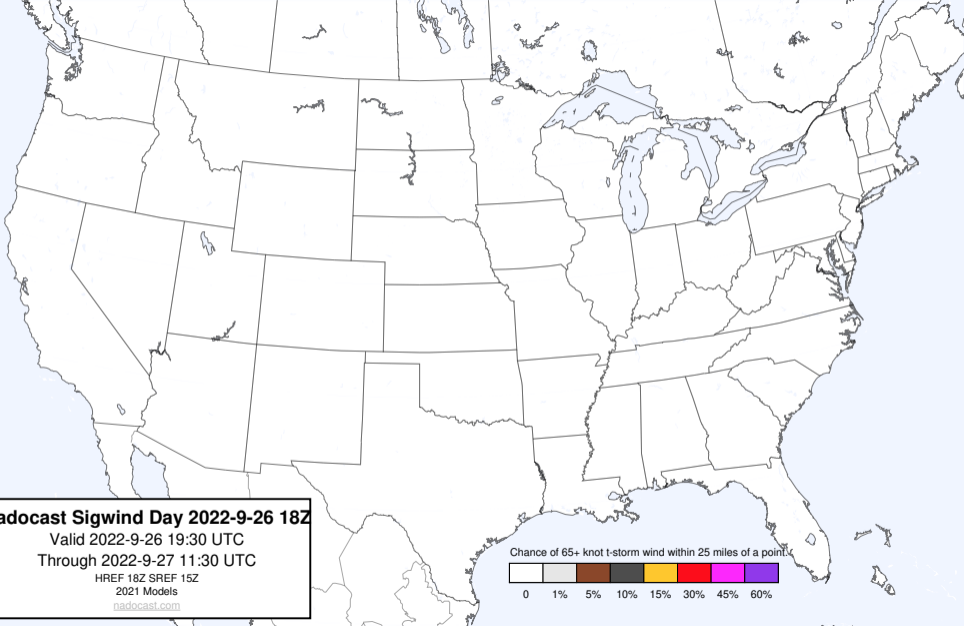 adocast Sigwind Day 2022-9-26 18Z
Valid 2022-9-26 19:30 UTC
Through 2022-9-27 11:30 UTC
HREF 18Z SREF 15Z
2021 Models
nadocast.com
Chance of 65+ knot t-storm wind within 25 miles of a point.
0 1% 5% 10% 15% 30% 45% 60%